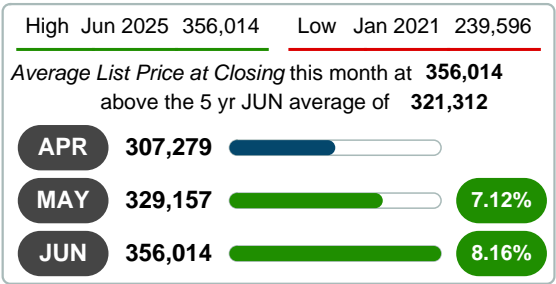 High Jun 2025 356,014 Low Jan 2021 239,596
Average List Price at Closing this month at 356,014
above the 5 yr JUN average of 321,312
APR 307,279
MAY 329,157 7.12%
JUN 356,014 8.16%